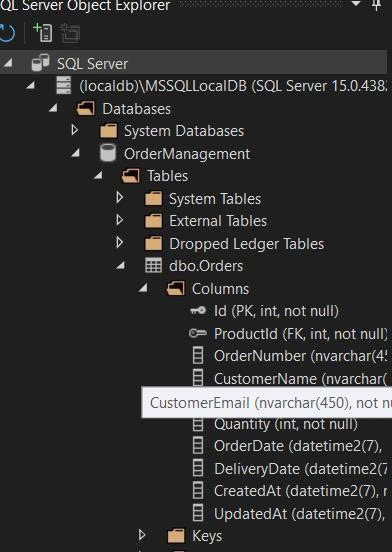 SQL Server Object Explorer
SQL Server
(localdb)\MSSQLLocalDB (SQL Server 15.0.4382
Databases
System Databases
OrderManagement
Tables
System Tables
External Tables
Dropped Ledger Tables
dbo.Orders
Columns
Id (PK, int, not null)
ProductId (FK, int, not null)
OrderNumber (nvarchar(45
CustomerName (nvarchar(
CustomerEmail (nvarchar(450), not nu
Quantity (int, not null)
OrderDate (datetime2(7),
DeliveryDate (datetime2(7
CreatedAt (datetime2(7), n
UpdatedAt (datetime2(7),
Keys